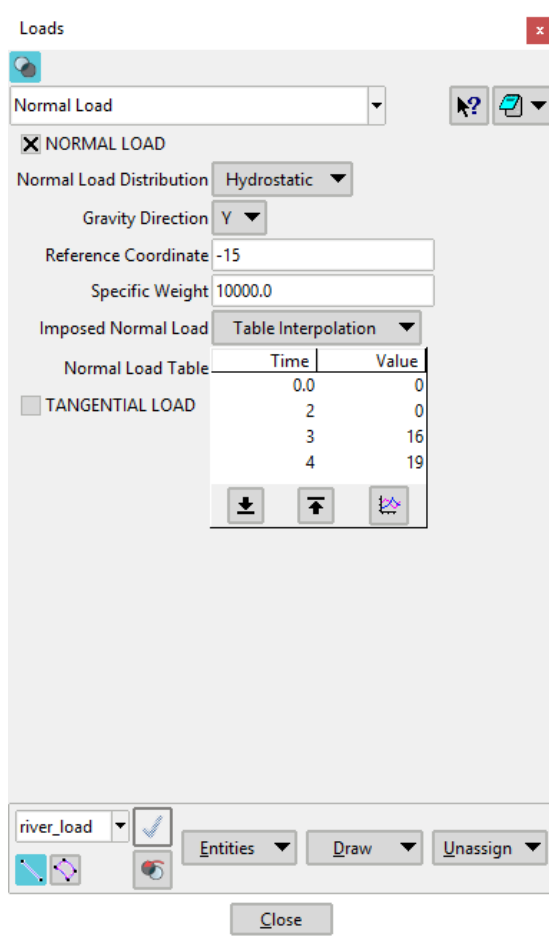 Loads
x
Normal Load
?
NORMAL LOAD
Normal Load Distribution Hydrostatic
Gravity Direction Y
Reference Coordinate -15
Specific Weight 10000.0
Imposed Normal Load Table Interpolation
Normal Load Table Time Value
0.0 0
2 0
3 16
4 19
TANGENTIAL LOAD
river_load
Entities Draw Unassign
Close